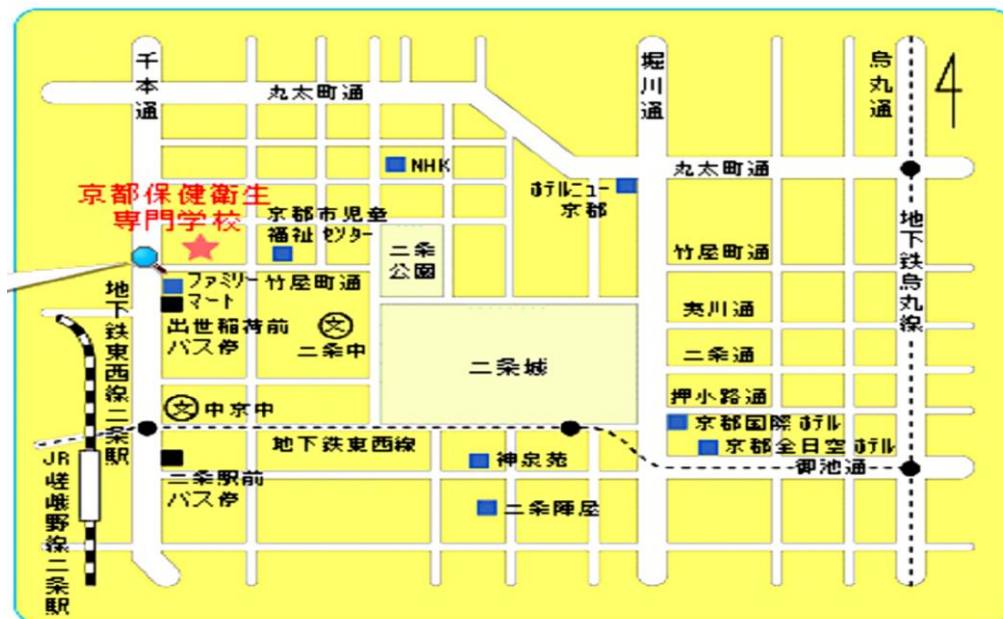 千本通
丸太町通
堀川通
烏丸通
4
NHK
ホテルニュー
京都
丸太町通
京都保健衛生
専門学校
京都市児童
福祉センター
二条
公園
竹屋町通
地下鉄烏丸線
ファミリー
マート
竹屋町通
地下鉄東西線二条駅
出世稲荷前
バス停
文
二条中
夷川通
二条城
二条通
押小路通
文
中京中
京都国際ホテル
地下鉄東西線
京都全日空ホテル
神泉苑
御池通
JR嵯峨野線二条駅
二条駅前
バス停
二条陣屋